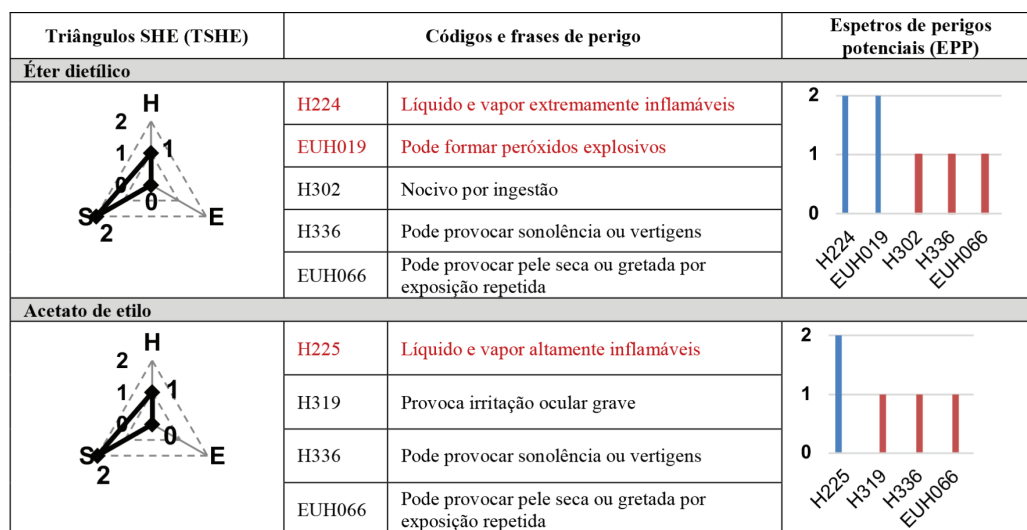 Triângulos SHE (TSHE)
Códigos e frases de perigo
Espetros de perigos
potenciais (EPP)
Éter dietílico
H
2
1
1
0
0
S
E
2
H224
Líquido e vapor extremamente inflamáveis
EUH019
Pode formar peróxidos explosivos
H302
Nocivo por ingestão
H336
Pode provocar sonolência ou vertigens
EUH066
Pode provocar pele seca ou gretada por
exposição repetida
2
1
0
H224
EUH019
H302
H336
EUH066
Acetato de etilo
H
2
1
1
0
0
S
E
2
H225
Líquido e vapor altamente inflamáveis
H319
Provoca irritação ocular grave
H336
Pode provocar sonolência ou vertigens
EUH066
Pode provocar pele seca ou gretada por
exposição repetida
2
1
0
H225
H319
H336
EUH066